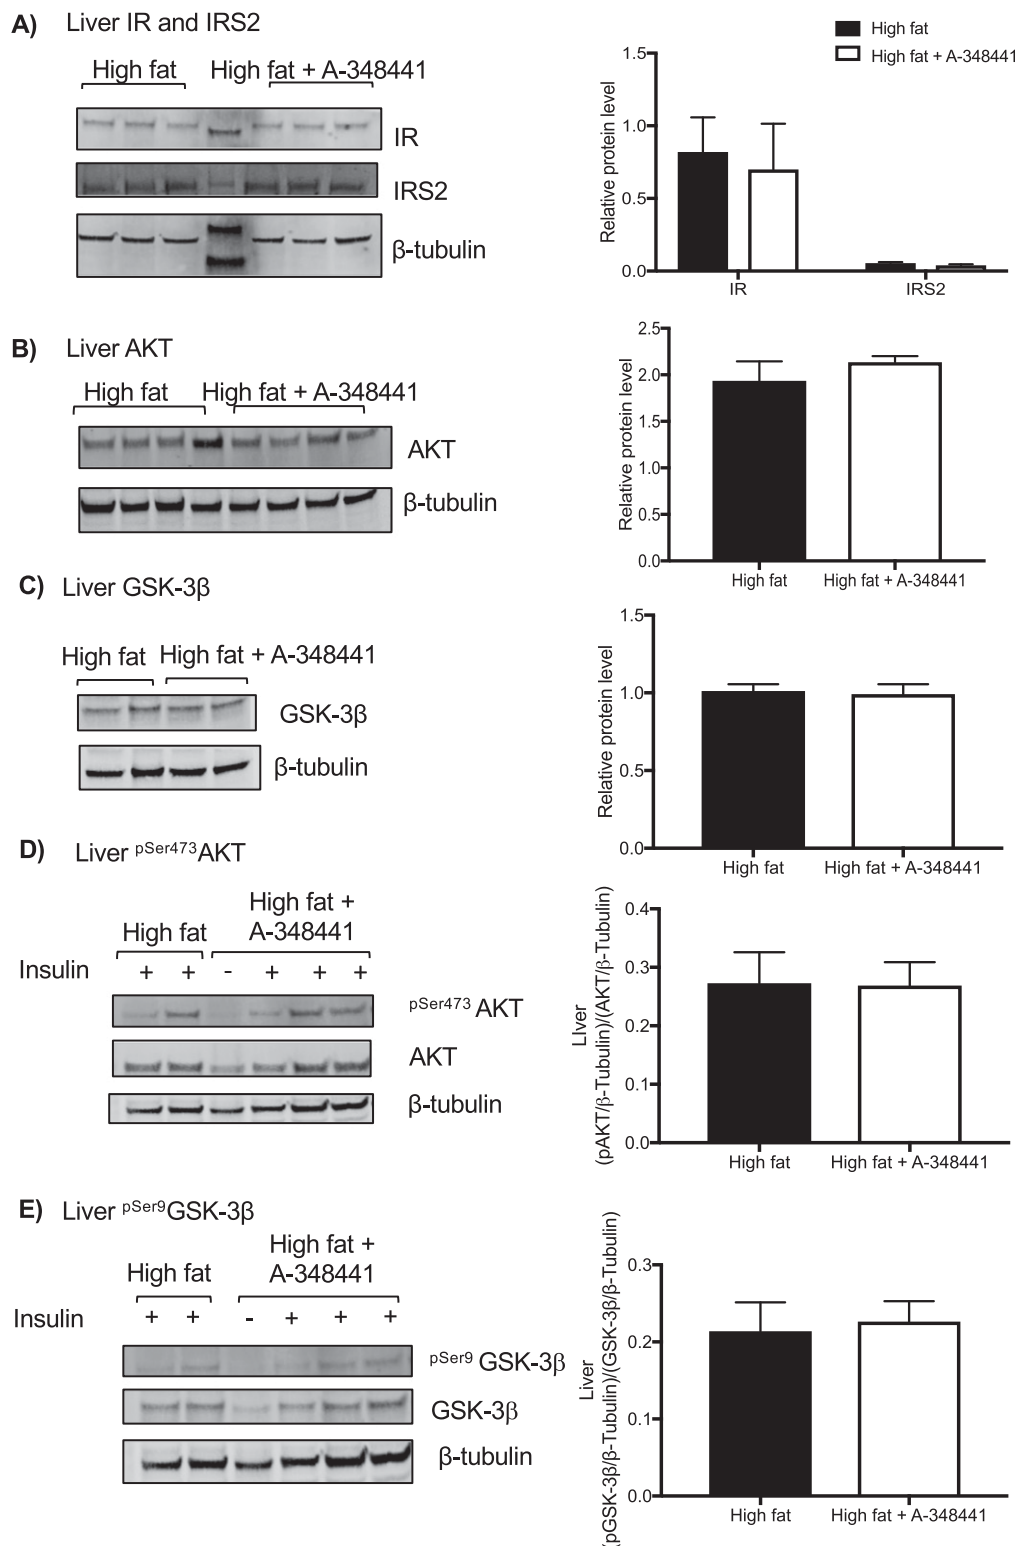 A) Liver IR and IRS2
High fat
High fat + A-348441
IR
IRS2
β-tubulin
High fat
High fat + A-348441
Relative protein level
1.5
1.0
0.5
0.0
IR
IRS2
B) Liver AKT
High fat
High fat + A-348441
AKT
β-tubulin
Relative protein level
2.5
2.0
1.5
1.0
0.5
0.0
High fat
High fat + A-348441
C) Liver GSK-3β
High fat
High fat + A-348441
GSK-3β
β-tubulin
Relative protein level
1.5
1.0
0.5
0.0
High fat
High fat + A-348441
D) Liver pSer473AKT
High fat
High fat +
A-348441
Insulin + + - + + +
pSer473 AKT
AKT
β-tubulin
LIver
(pAKT/β-Tubulin)/(AKT/β-Tubulin)
0.4
0.3
0.2
0.1
0.0
High fat
High fat + A-348441
E) Liver pSer9GSK-3β
High fat
High fat +
A-348441
Insulin + + - + + +
pSer9 GSK-3β
GSK-3β
β-tubulin
Liver
(pGSK-3β/β-Tubulin)/(GSK-3β/β-Tubulin)
0.3
0.2
0.1
0.0
High fat
High fat + A-348441